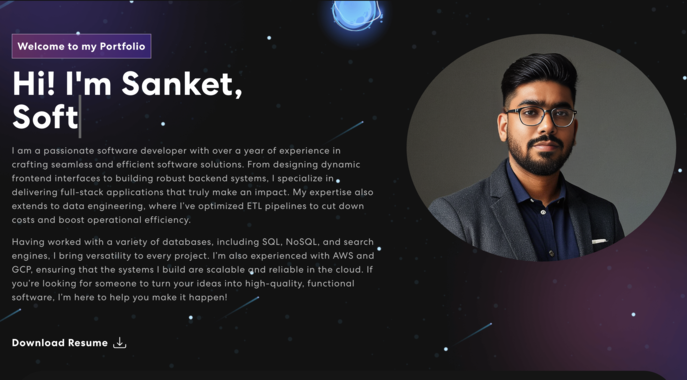 Welcome to my Portfolio
Hi! I'm Sanket,
Soft
I am a passionate software developer with over a year of experience in
crafting seamless and efficient software solutions. From designing dynamic
frontend interfaces to building robust backend systems, I specialize in
delivering full-stack applications that truly make an impact. My expertise also
extends to data engineering, where I've optimized ETL pipelines to cut down
costs and boost operational efficiency.
Having worked with a variety of databases, including SQL, NoSQL, and search
engines, I bring versatility to every project. I'm also experienced with AWS and
GCP, ensuring that the systems I build are scalable and reliable in the cloud. If
you're looking for someone to turn your ideas into high-quality, functional
software, I'm here to help you make it happen!
Download Resume